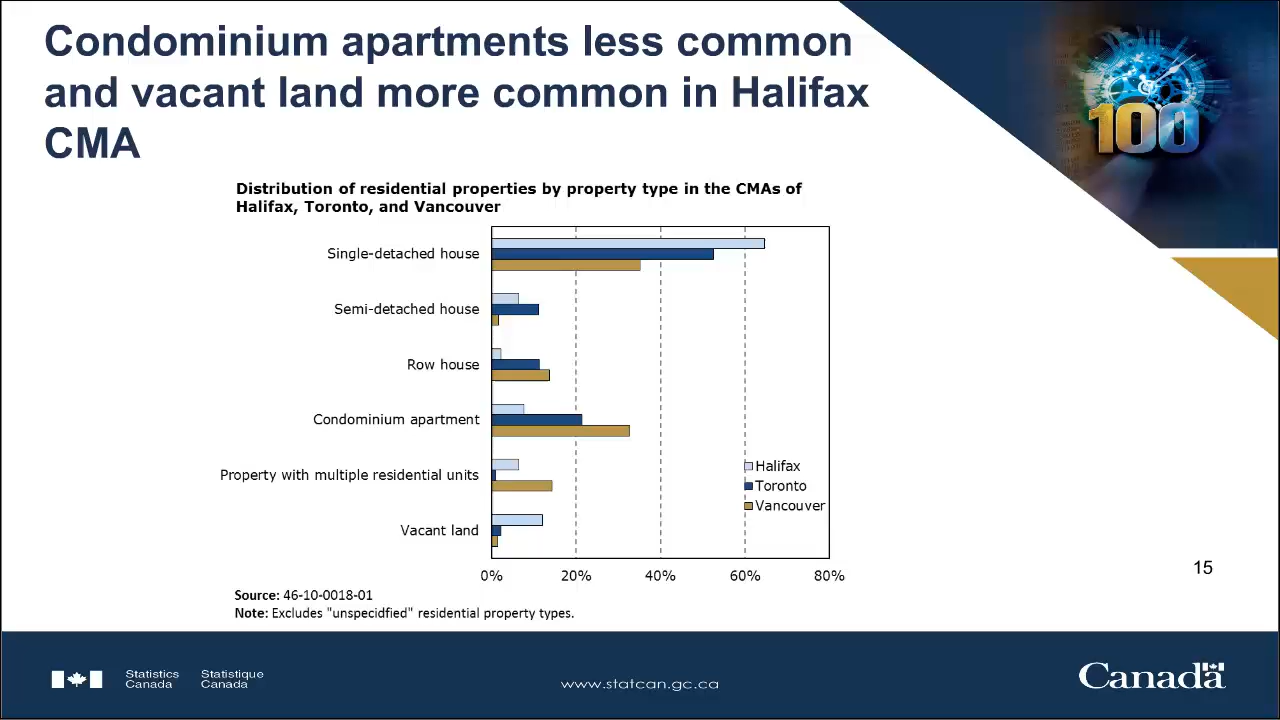 Condominium apartments less common
and vacant land more common in Halifax
CMA
100
Distribution of residential properties by property type in the CMAs of
Halifax, Toronto, and Vancouver
Single-detached house
Semi-detached house
Row house
Condominium apartment
Property with multiple residential units
Vacant land
Halifax
Toronto
Vancouver
0% 20% 40% 60% 80%
15
Source: 46-10-0018-01
Note: Excludes "unspecidfied" residential property types.
Statistics Statistique
Canada Canada
www.statcan.gc.ca
Canada